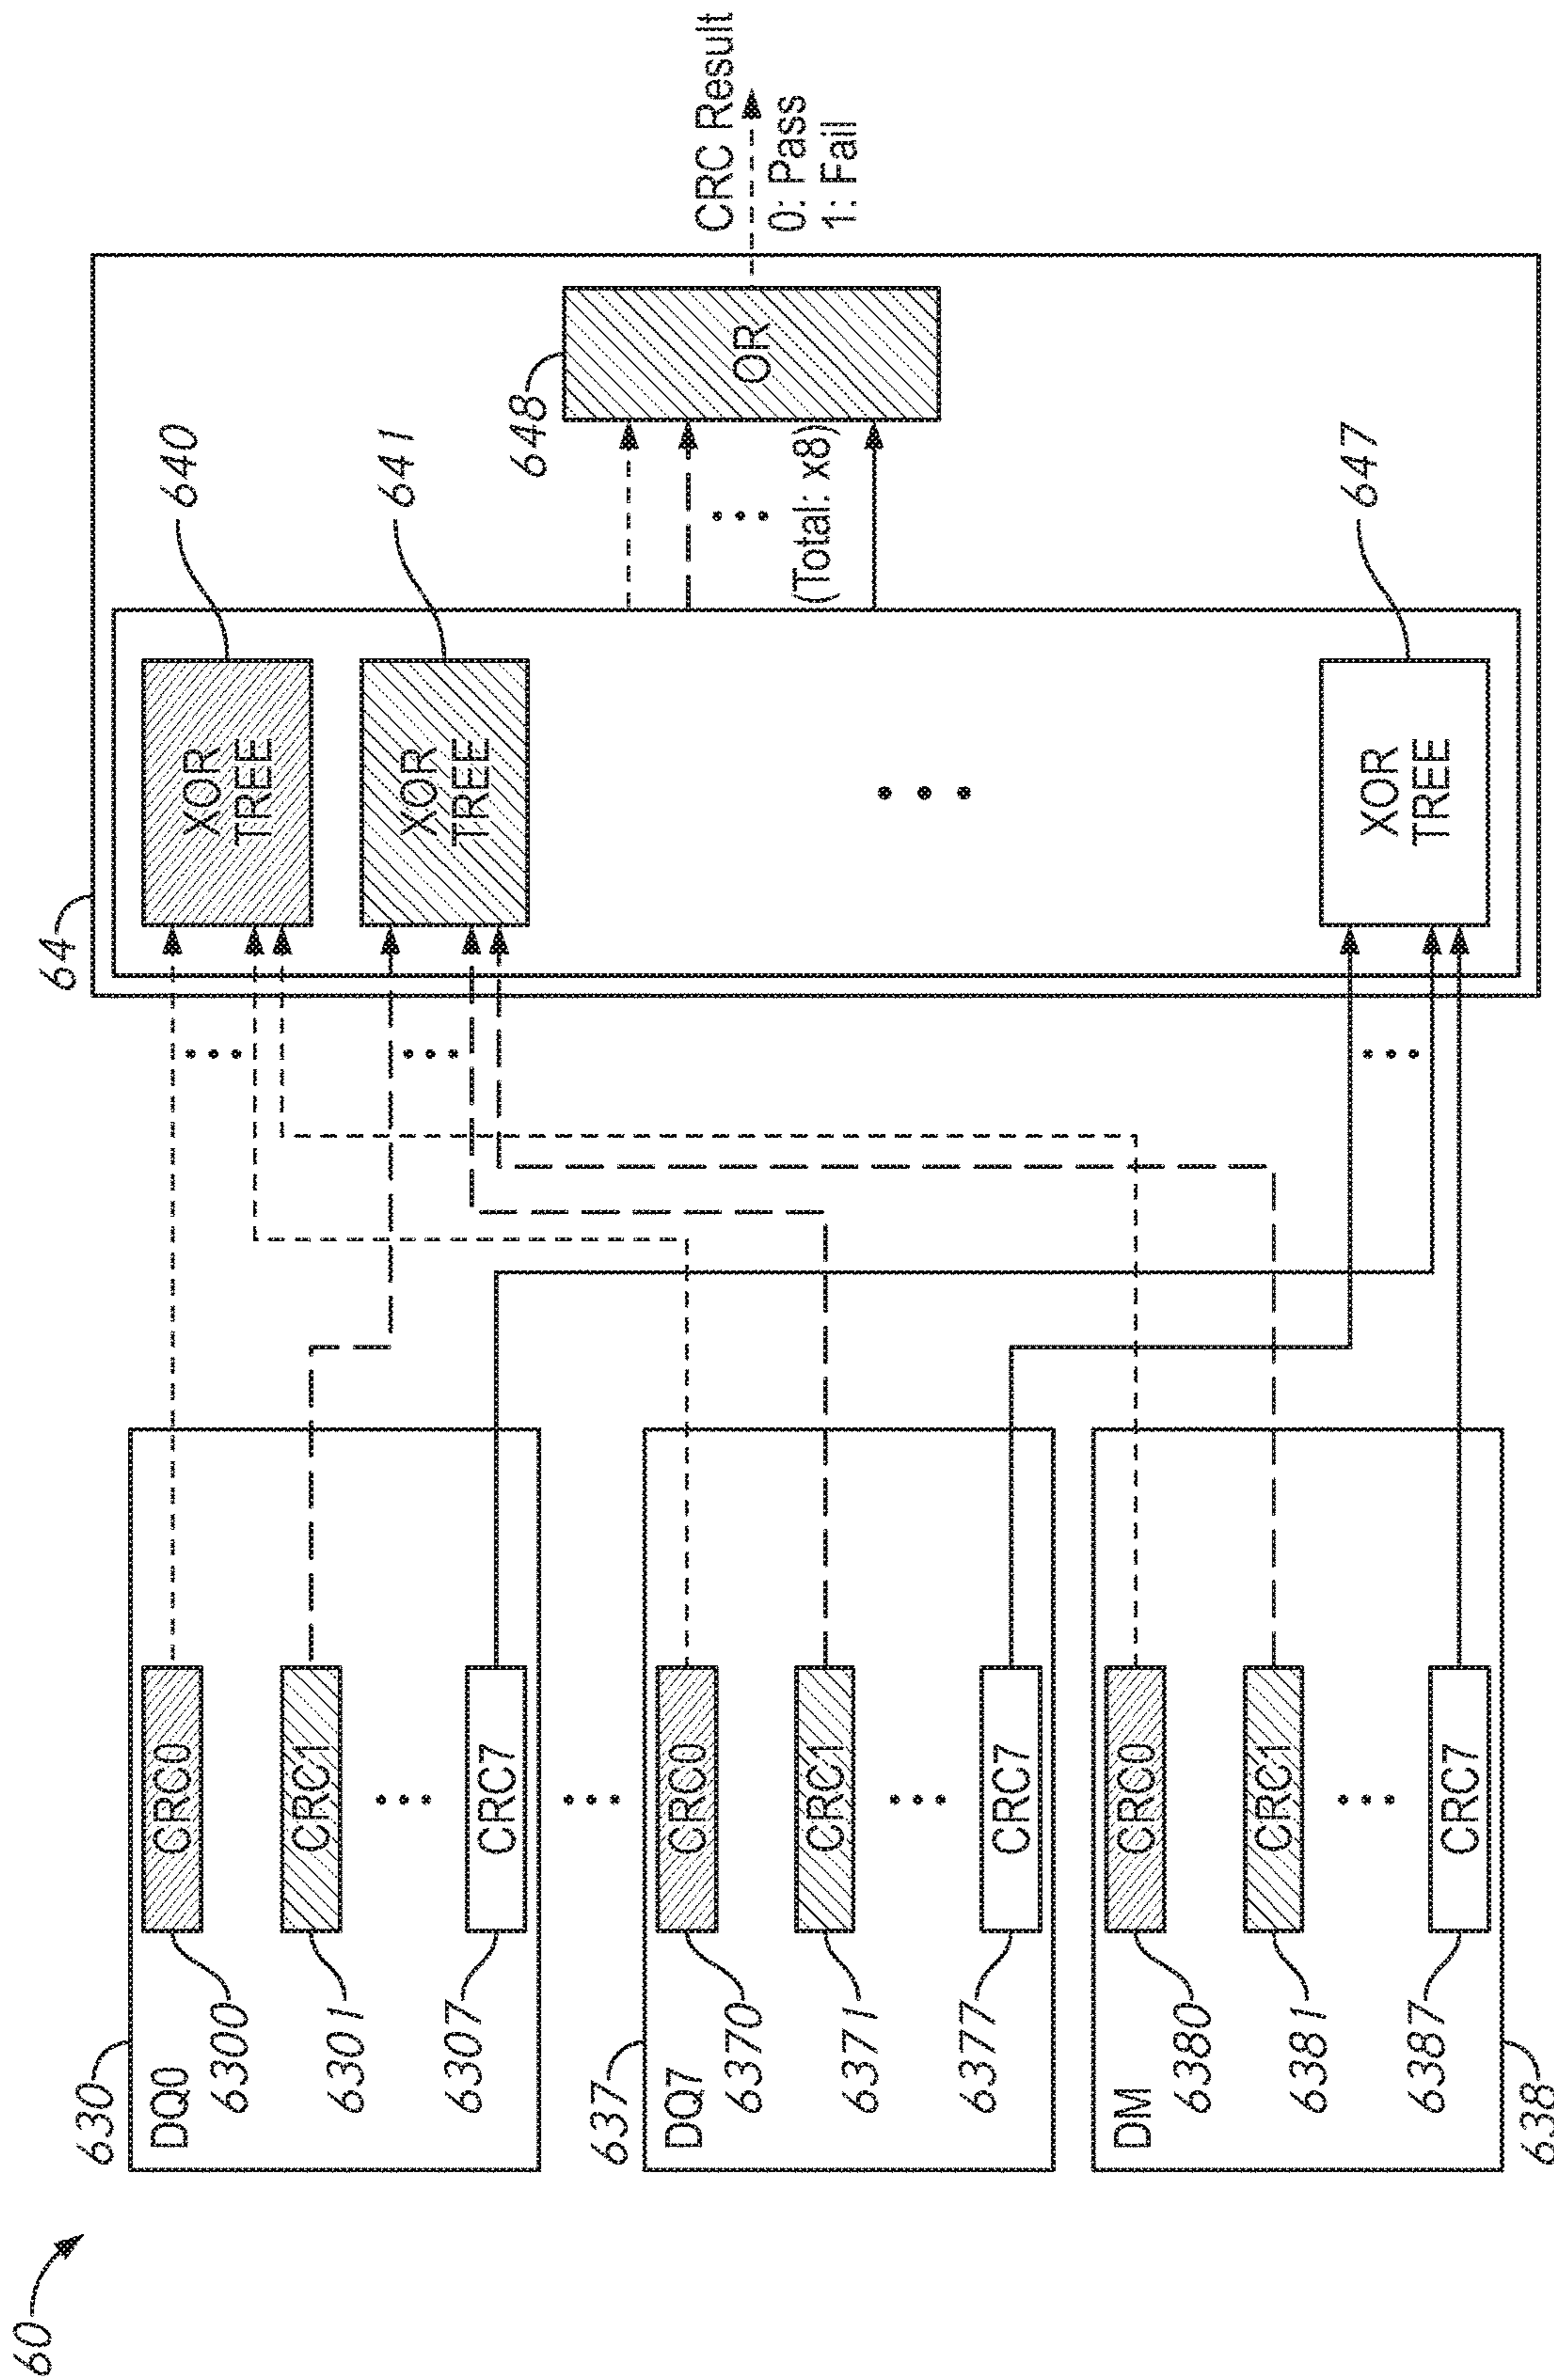 60
630
DQ0
6300
CRC0
6301
CRC1
6307
CRC7
637
DQ7
6370
CRC0
6371
CRC1
6377
CRC7
638
DM
6380
CRC0
6381
CRC1
6387
CRC7
64
XOR
TREE
640
XOR
TREE
641
XOR
TREE
647
(Total: x8)
648
OR
CRC Result
0: Pass
1: Fail